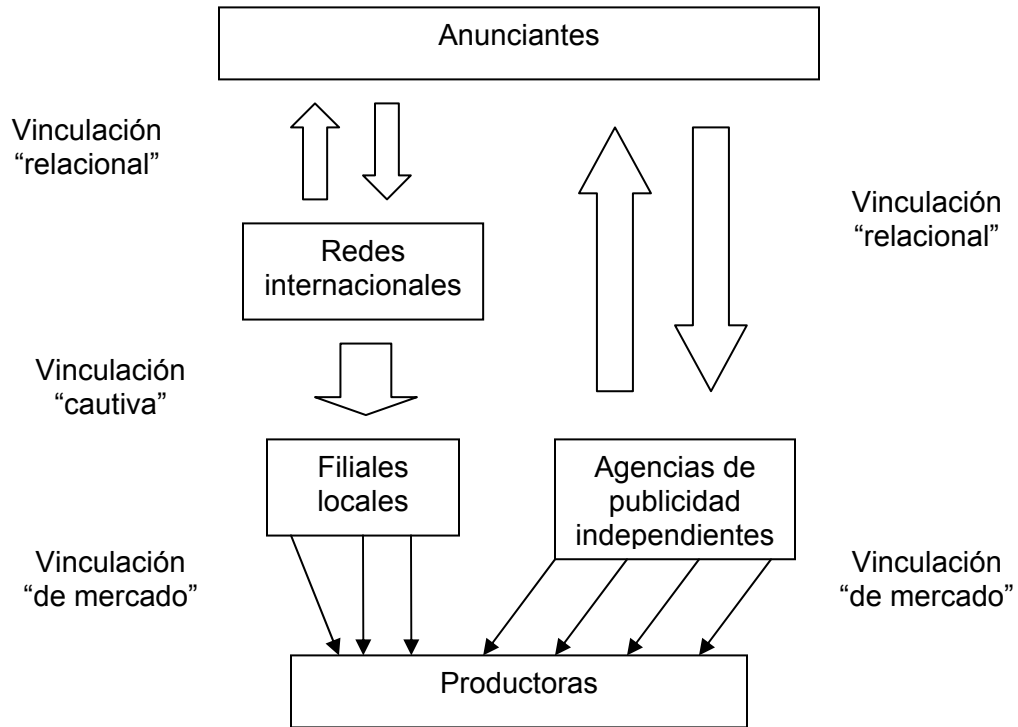 Anunciantes
Vinculación
“relacional”
Vinculación
“relacional”
Redes
internacionales
Vinculación
“cautiva”
Filiales
locales
Agencias de
publicidad
independientes
Vinculación
“de mercado”
Vinculación
“de mercado”
Productoras